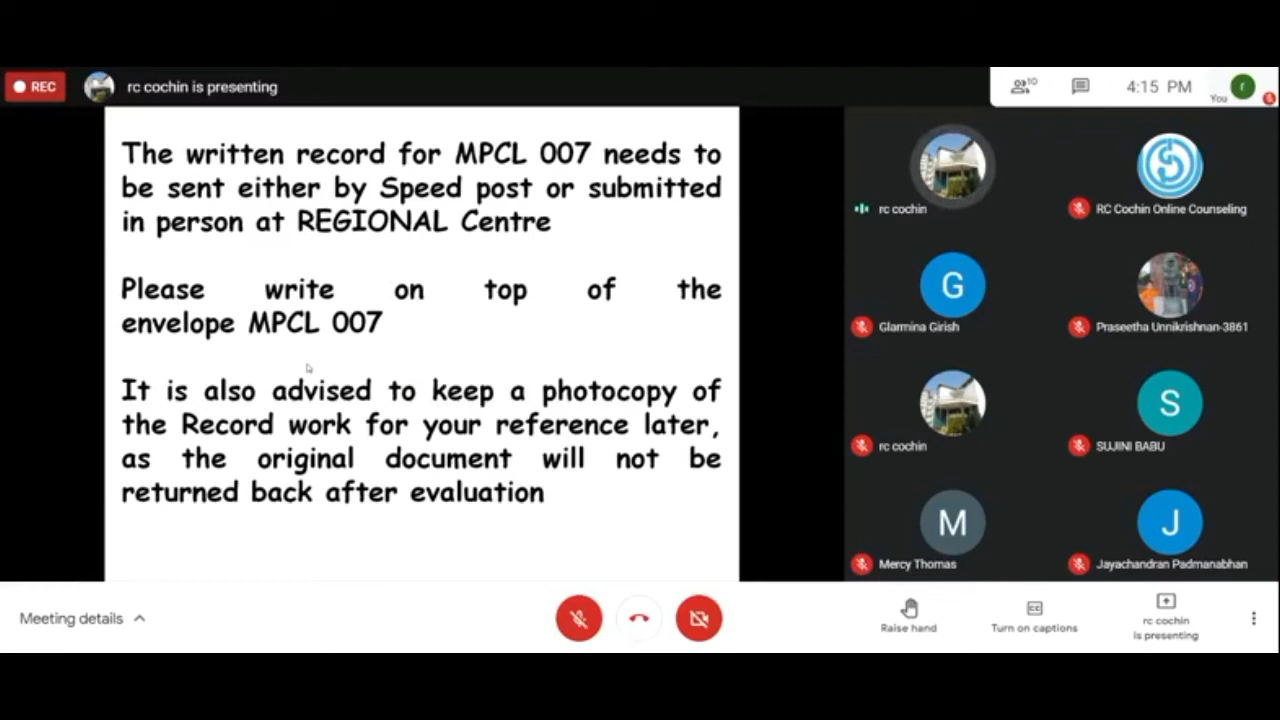 REC
rc cochin is presenting
10
4:15 PM
You
r
The written record for MPCL 007 needs to
be sent either by Speed post or submitted
in person at REGIONAL Centre
Please write on top of the
envelope MPCL 007
It is also advised to keep a photocopy of
the Record work for your reference later,
as the original document will not be
returned back after evaluation
rc cochin
RC Cochin Online Counseling
G
Glarmina Girish
Praseetha Unnikrishnan-3861
rc cochin
S
SUJINI BABU
M
Mercy Thomas
J
Jayachandran Padmanabhan
Meeting details
Raise hand
CC
Turn on captions
rc cochin
is presenting